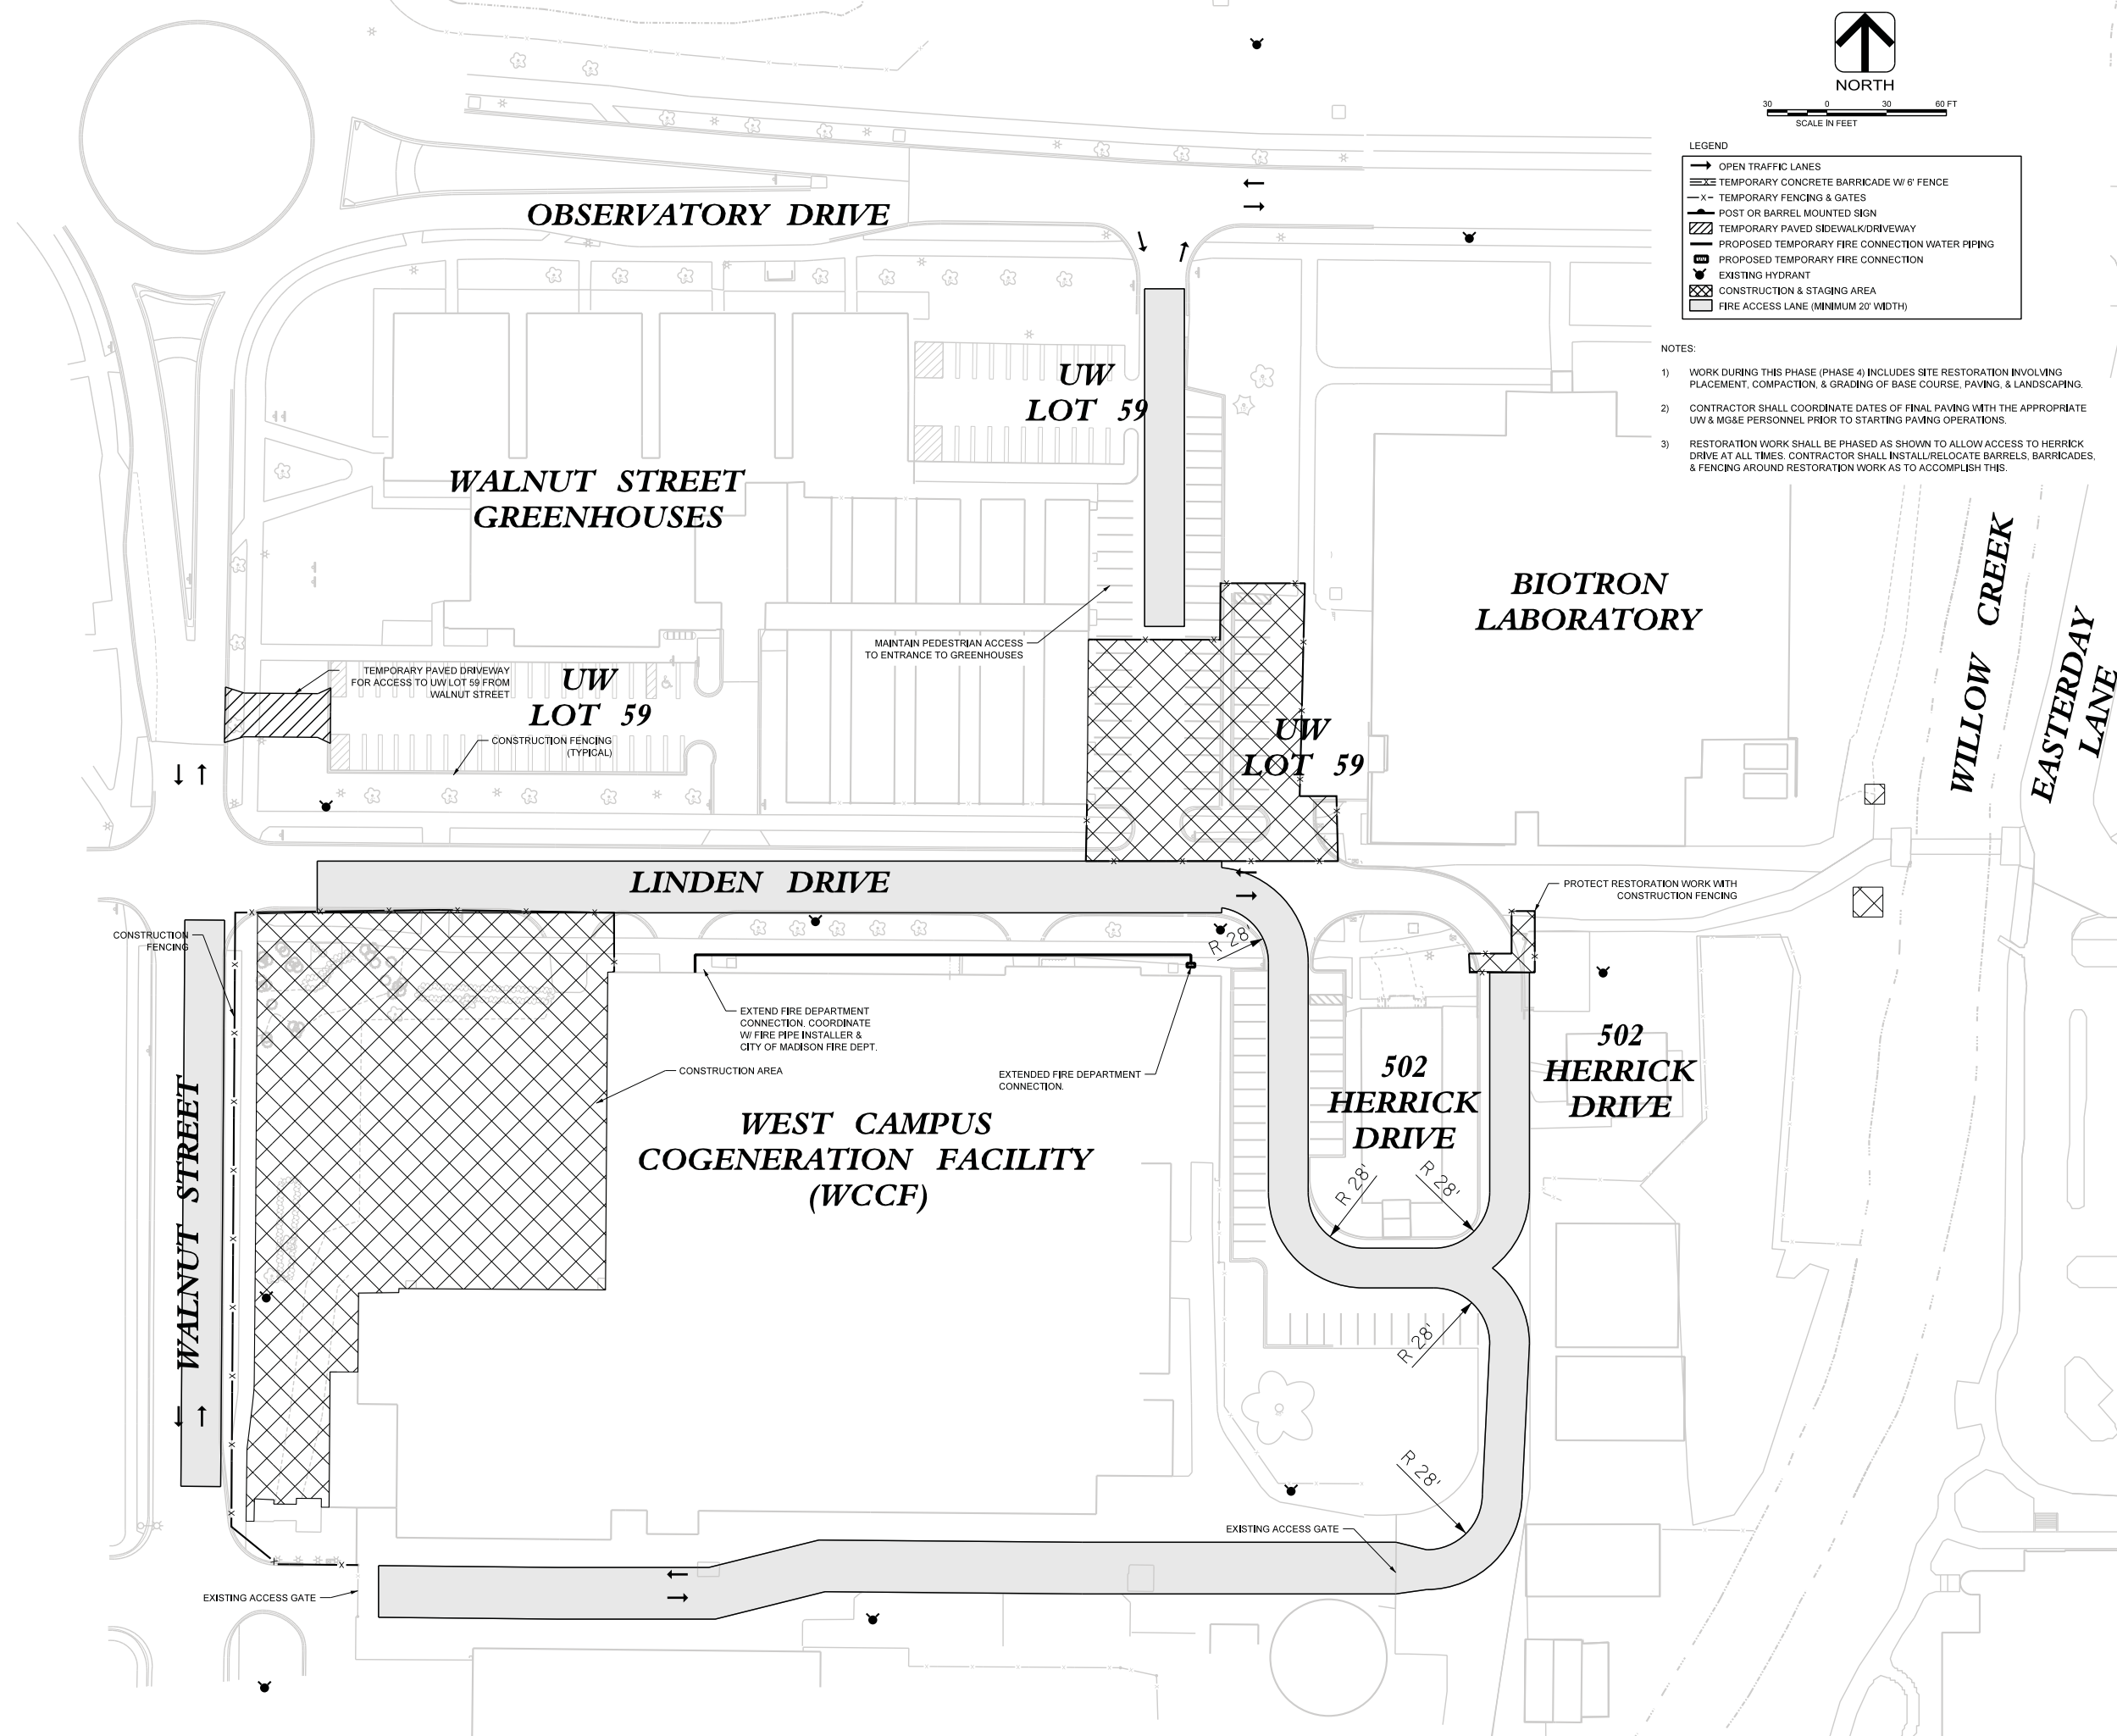 NORTH
30 0 30 60 FT
SCALE IN FEET
LEGEND
OPEN TRAFFIC LANES
TEMPORARY CONCRETE BARRICADE W/ 6' FENCE
TEMPORARY FENCING & GATES
POST OR BARREL MOUNTED SIGN
TEMPORARY PAVED SIDEWALK/DRIVEWAY
PROPOSED TEMPORARY FIRE CONNECTION WATER PIPING
PROPOSED TEMPORARY FIRE CONNECTION
EXISTING HYDRANT
CONSTRUCTION & STAGING AREA
FIRE ACCESS LANE (MINIMUM 20' WIDTH)
NOTES:
1) WORK DURING THIS PHASE (PHASE 4) INCLUDES SITE RESTORATION INVOLVING
PLACEMENT, COMPACTION, & GRADING OF BASE COURSE, PAVING, & LANDSCAPING.
2) CONTRACTOR SHALL COORDINATE DATES OF FINAL PAVING WITH THE APPROPRIATE
UW & MG&E PERSONNEL PRIOR TO STARTING PAVING OPERATIONS.
3) RESTORATION WORK SHALL BE PHASED AS SHOWN TO ALLOW ACCESS TO HERRICK
DRIVE AT ALL TIMES. CONTRACTOR SHALL INSTALL/RELOCATE BARRELS, BARRICADES,
& FENCING AROUND RESTORATION WORK AS TO ACCOMPLISH THIS.
OBSERVATORY DRIVE
UW
LOT 59
WALNUT STREET
GREENHOUSES
BIOTRON
LABORATORY
WILLOW CREEK
EASTERDAY
LANE
MAINTAIN PEDESTRIAN ACCESS
TO ENTRANCE TO GREENHOUSES
TEMPORARY PAVED DRIVEWAY
FOR ACCESS TO UW LOT 59 FROM
WALNUT STREET
UW
LOT 59
CONSTRUCTION FENCING
(TYPICAL)
UW
LOT 59
LINDEN DRIVE
PROTECT RESTORATION WORK WITH
CONSTRUCTION FENCING
CONSTRUCTION
FENCING
R 28'
EXTEND FIRE DEPARTMENT
CONNECTION. COORDINATE
W/ FIRE PIPE INSTALLER &
CITY OF MADISON FIRE DEPT.
CONSTRUCTION AREA
EXTENDED FIRE DEPARTMENT
CONNECTION.
502
HERRICK
DRIVE
502
HERRICK
DRIVE
WALNUT STREET
WEST CAMPUS
COGENERATION FACILITY
(WCCF)
R 28'
R 28'
R 28'
R 28'
EXISTING ACCESS GATE
EXISTING ACCESS GATE